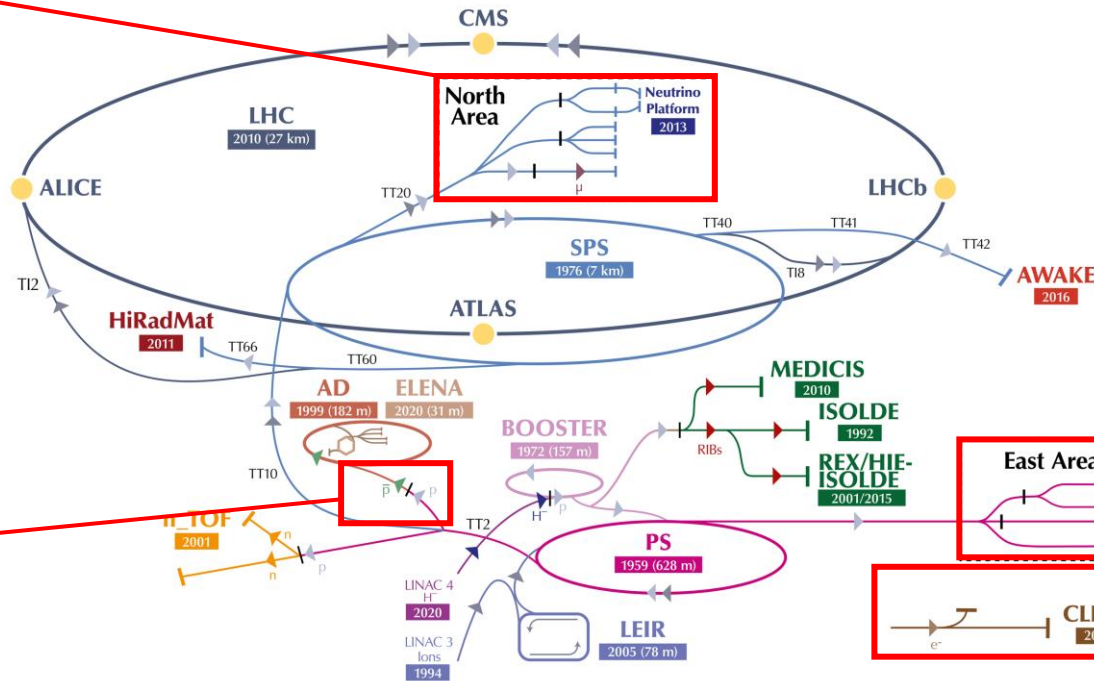 CMS
North
Area
Neutrino
Platform
2013
LHC
2010 (27 km)
μ
ALICE
TT20
LHCb
TT40
TT41
TT42
SPS
1976 (7 km)
TI8
TI2
AWAKE
2016
ATLAS
HiRadMat
2011
TT66
TT60
MEDICIS
2010
AD
1999 (182 m)
ELENA
2020 (31 m)
ISOLDE
1992
BOOSTER
1972 (157 m)
RIBs
REX/HIE-
ISOLDE
2001/2015
East Area
TT10
p̄
p
H⁻
p
TT2
n_TOF
2001
n
n
p
PS
1959 (628 m)
LINAC 4
H⁻
2020
LINAC 3
Ions
1994
LEIR
2005 (78 m)
e⁻